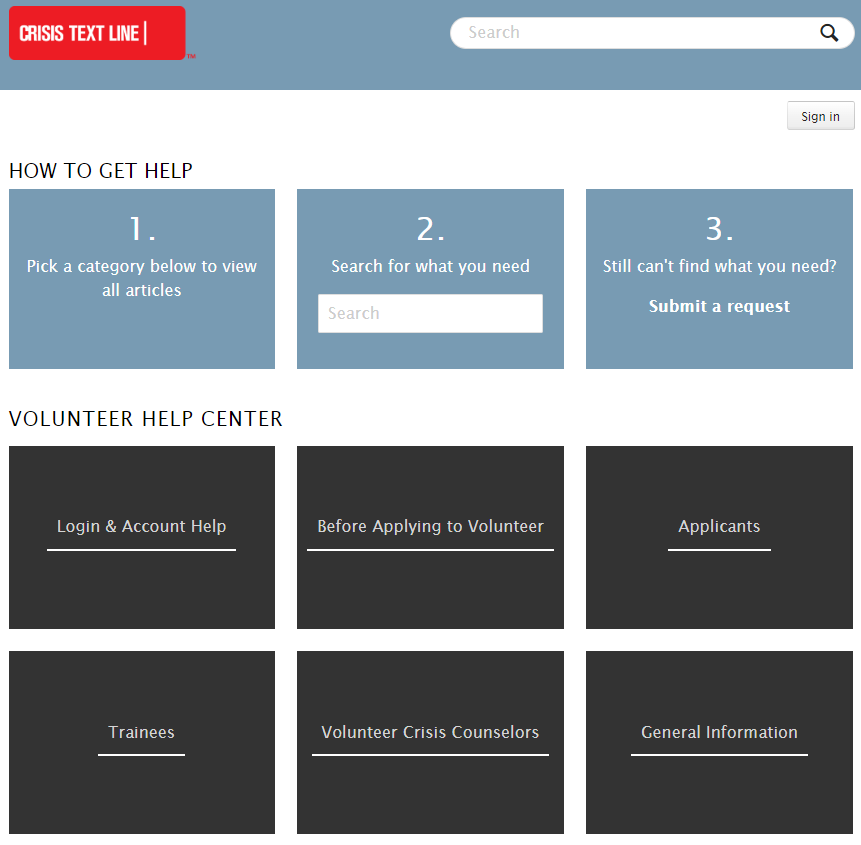 CRISIS TEXT LINE|
™
Search
Sign in
HOW TO GET HELP
1.
Pick a category below to view
all articles
2.
Search for what you need
Search
3.
Still can't find what you need?
Submit a request
VOLUNTEER HELP CENTER
Login & Account Help
Before Applying to Volunteer
Applicants
Trainees
Volunteer Crisis Counselors
General Information